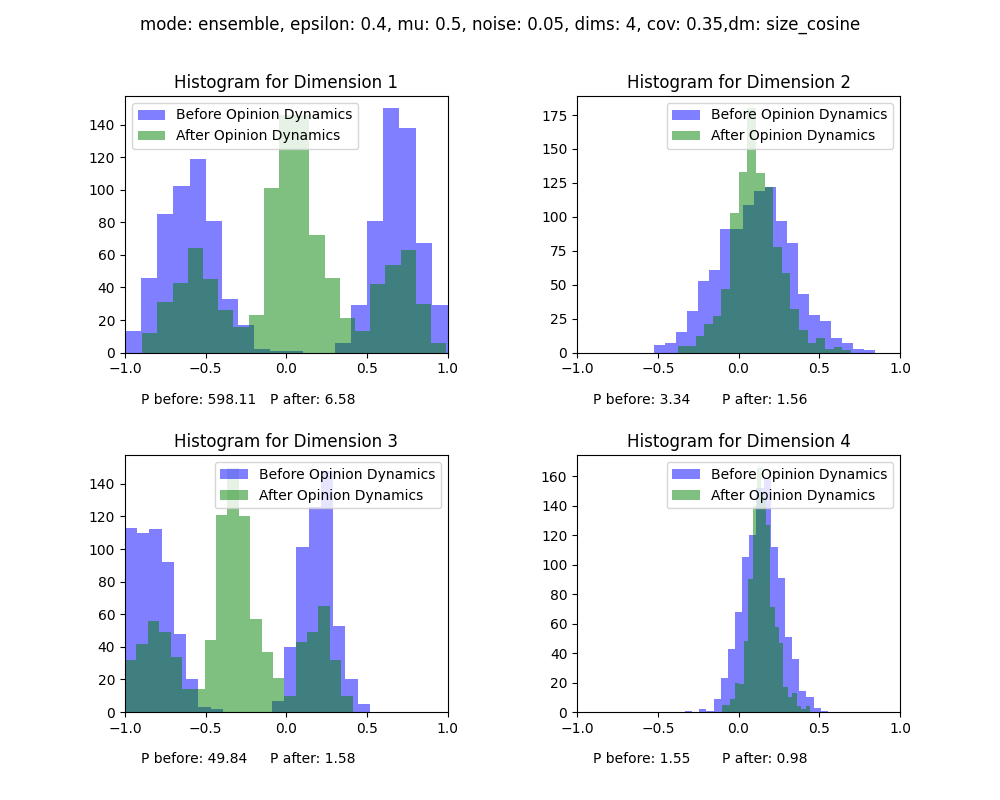 mode: ensemble, epsilon: 0.4, mu: 0.5, noise: 0.05, dims: 4, cov: 0.35,dm: size_cosine
Histogram for Dimension 1
Before Opinion Dynamics
After Opinion Dynamics
140
120
100
80
60
40
20
0
−1.0 −0.5 0.0 0.5 1.0
P before: 598.11 P after: 6.58
Histogram for Dimension 2
Before Opinion Dynamics
After Opinion Dynamics
175
150
125
100
75
50
25
0
−1.0 −0.5 0.0 0.5 1.0
P before: 3.34 P after: 1.56
Histogram for Dimension 3
Before Opinion Dynamics
After Opinion Dynamics
140
120
100
80
60
40
20
0
−1.0 −0.5 0.0 0.5 1.0
P before: 49.84 P after: 1.58
Histogram for Dimension 4
Before Opinion Dynamics
After Opinion Dynamics
160
140
120
100
80
60
40
20
0
−1.0 −0.5 0.0 0.5 1.0
P before: 1.55 P after: 0.98